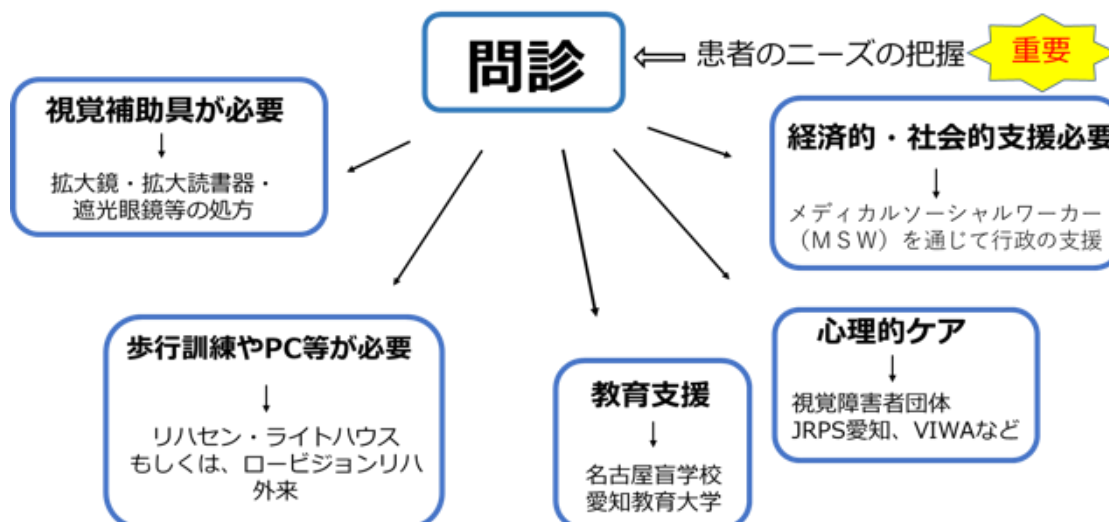 問診
患者のニーズの把握
重要
視覚補助具が必要
拡大鏡・拡大読書器・
遮光眼鏡等の処方
経済的・社会的支援必要
メディカルソーシャルワーカー
（ＭＳＷ）を通じて行政の支援
歩行訓練やPC等が必要
リハセン・ライトハウス
もしくは、ロービジョンリハ
外来
教育支援
名古屋盲学校
愛知教育大学
心理的ケア
視覚障害者団体
JRPS愛知、VIWAなど